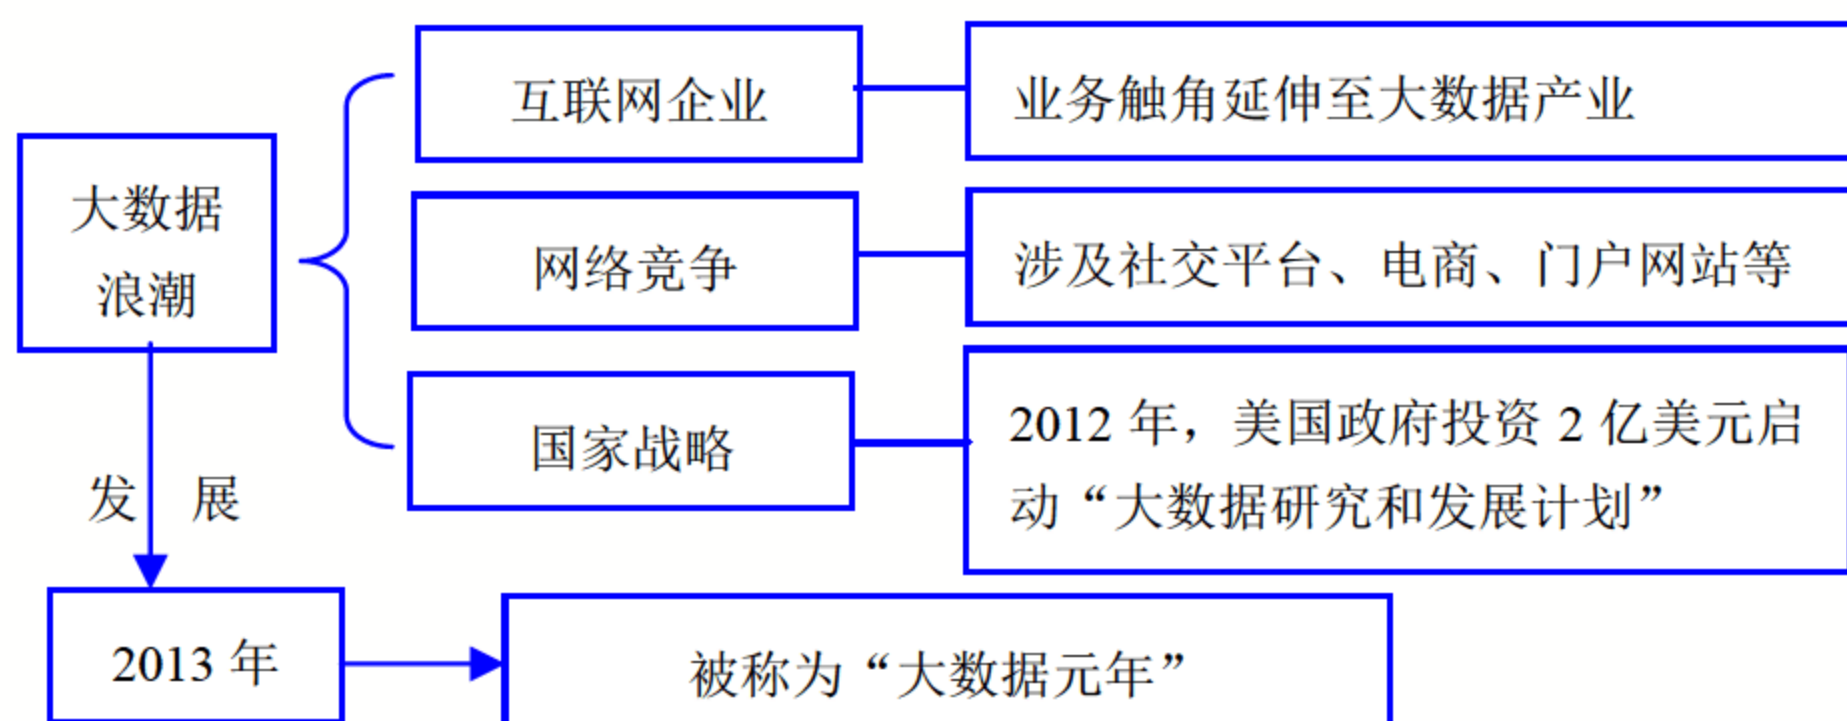 互联网企业
业务触角延伸至大数据产业
大数据
浪潮
网络竞争
涉及社交平台、电商、门户网站等
国家战略
2012 年，美国政府投资 2 亿美元启
动“大数据研究和发展计划”
发 展
2013 年
被称为“大数据元年”